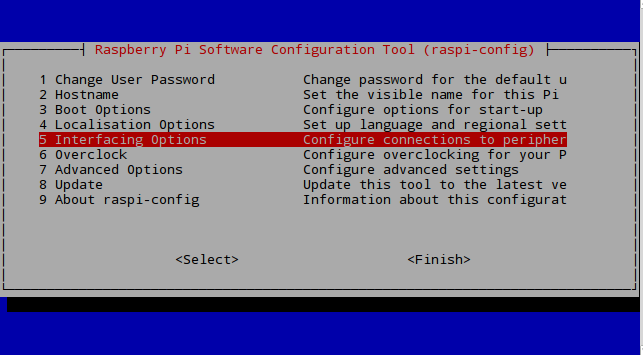 Raspberry Pi Software Configuration Tool (raspi-config)
1 Change User Password Change password for the default u
2 Hostname Set the visible name for this Pi
3 Boot Options Configure options for start-up
4 Localisation Options Set up language and regional sett
5 Interfacing Options Configure connections to peripher
6 Overclock Configure overclocking for your P
7 Advanced Options Configure advanced settings
8 Update Update this tool to the latest ve
9 About raspi-config Information about this configurat
<Select> <Finish>